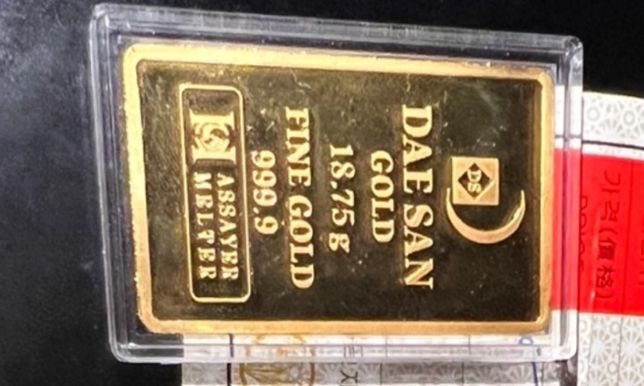 DS
DAE SAN
GOLD
18.75g
FINE GOLD
999.9
ASSAYER
MELTER
가격(價格)